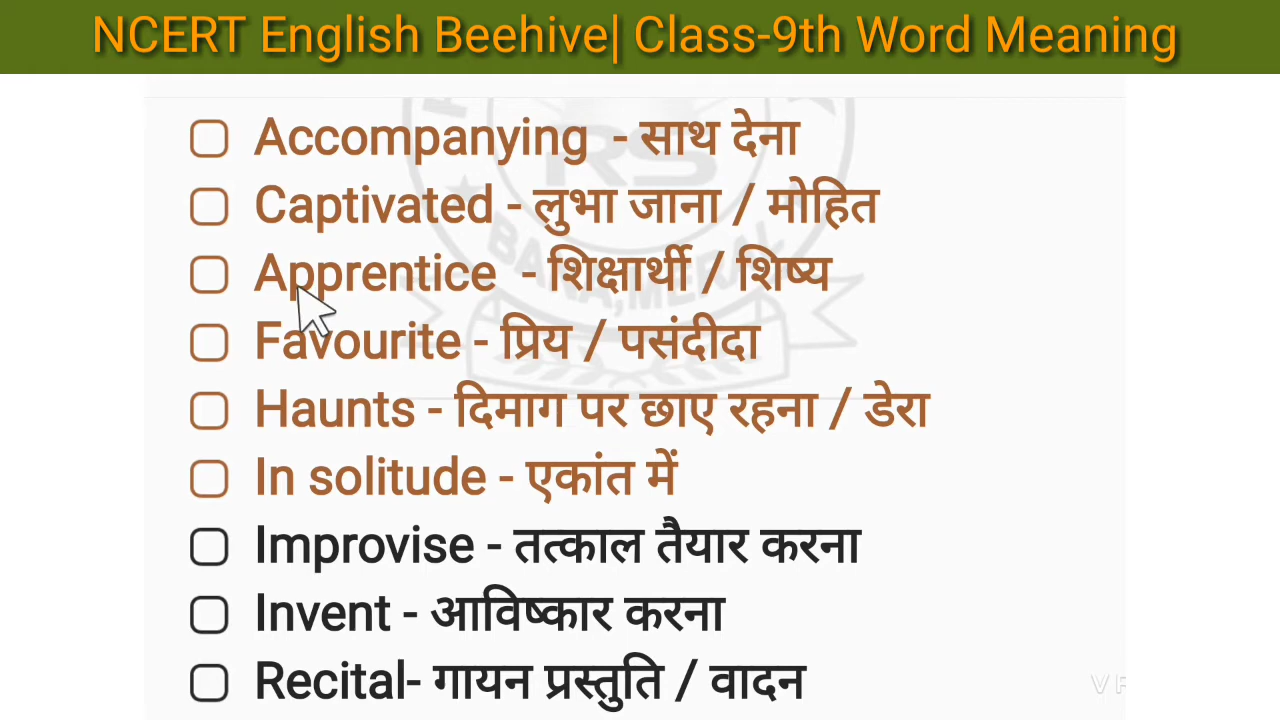 NCERT English Beehive| Class-9th Word Meaning
RS
Accompanying - साथ देना
Captivated - लुभा जाना / मोहित
Apprentice - शिक्षार्थी / शिष्य
Favourite - प्रिय / पसंदीदा
Haunts - दिमाग पर छाए रहना / डेरा
In solitude - एकांत में
Improvise - तत्काल तैयार करना
Invent - आविष्कार करना
Recital- गायन प्रस्तुति / वादन